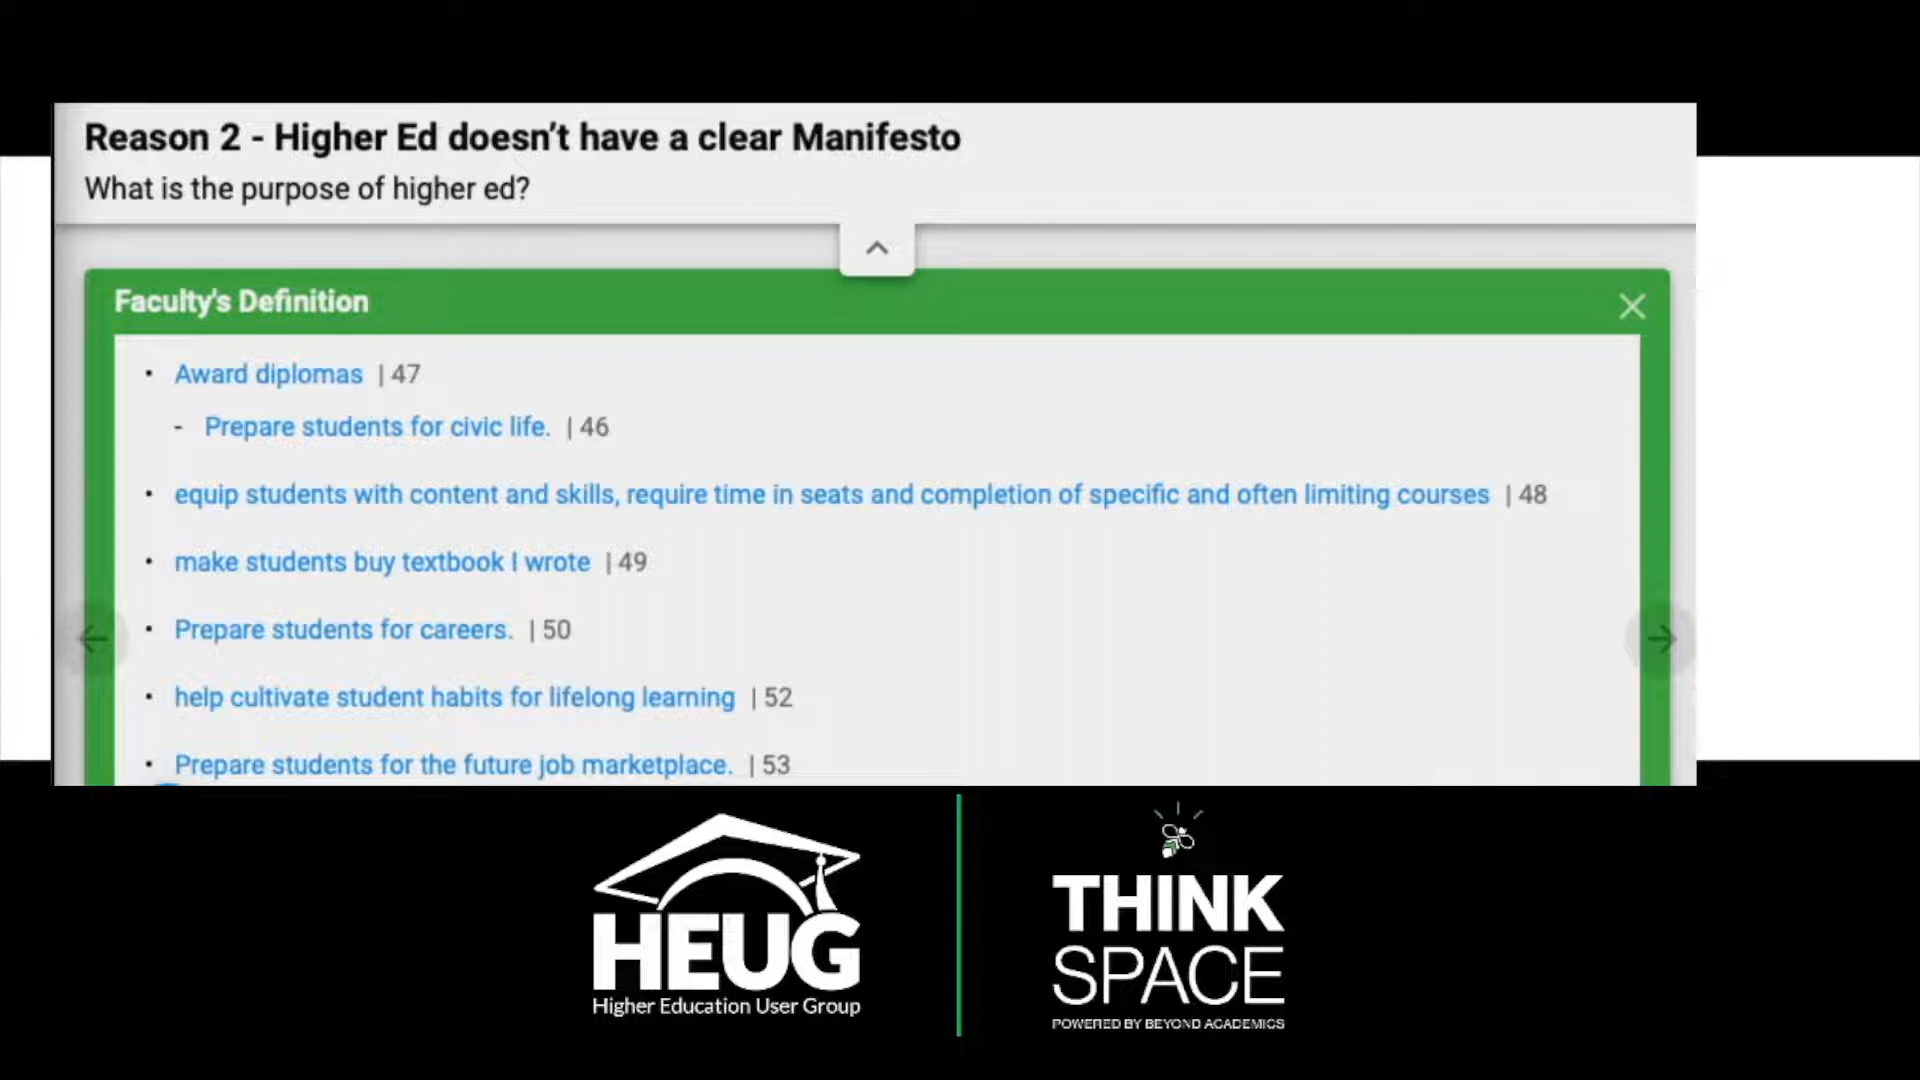 Reason 2 - Higher Ed doesn't have a clear Manifesto
What is the purpose of higher ed?
Faculty's Definition
• Award diplomas | 47
- Prepare students for civic life. | 46
• equip students with content and skills, require time in seats and completion of specific and often limiting courses | 48
• make students buy textbook I wrote | 49
• Prepare students for careers. | 50
• help cultivate student habits for lifelong learning | 52
• Prepare students for the future job marketplace. | 53
HEUG
Higher Education User Group
THINK
SPACE
POWERED BY BEYOND ACADEMICS